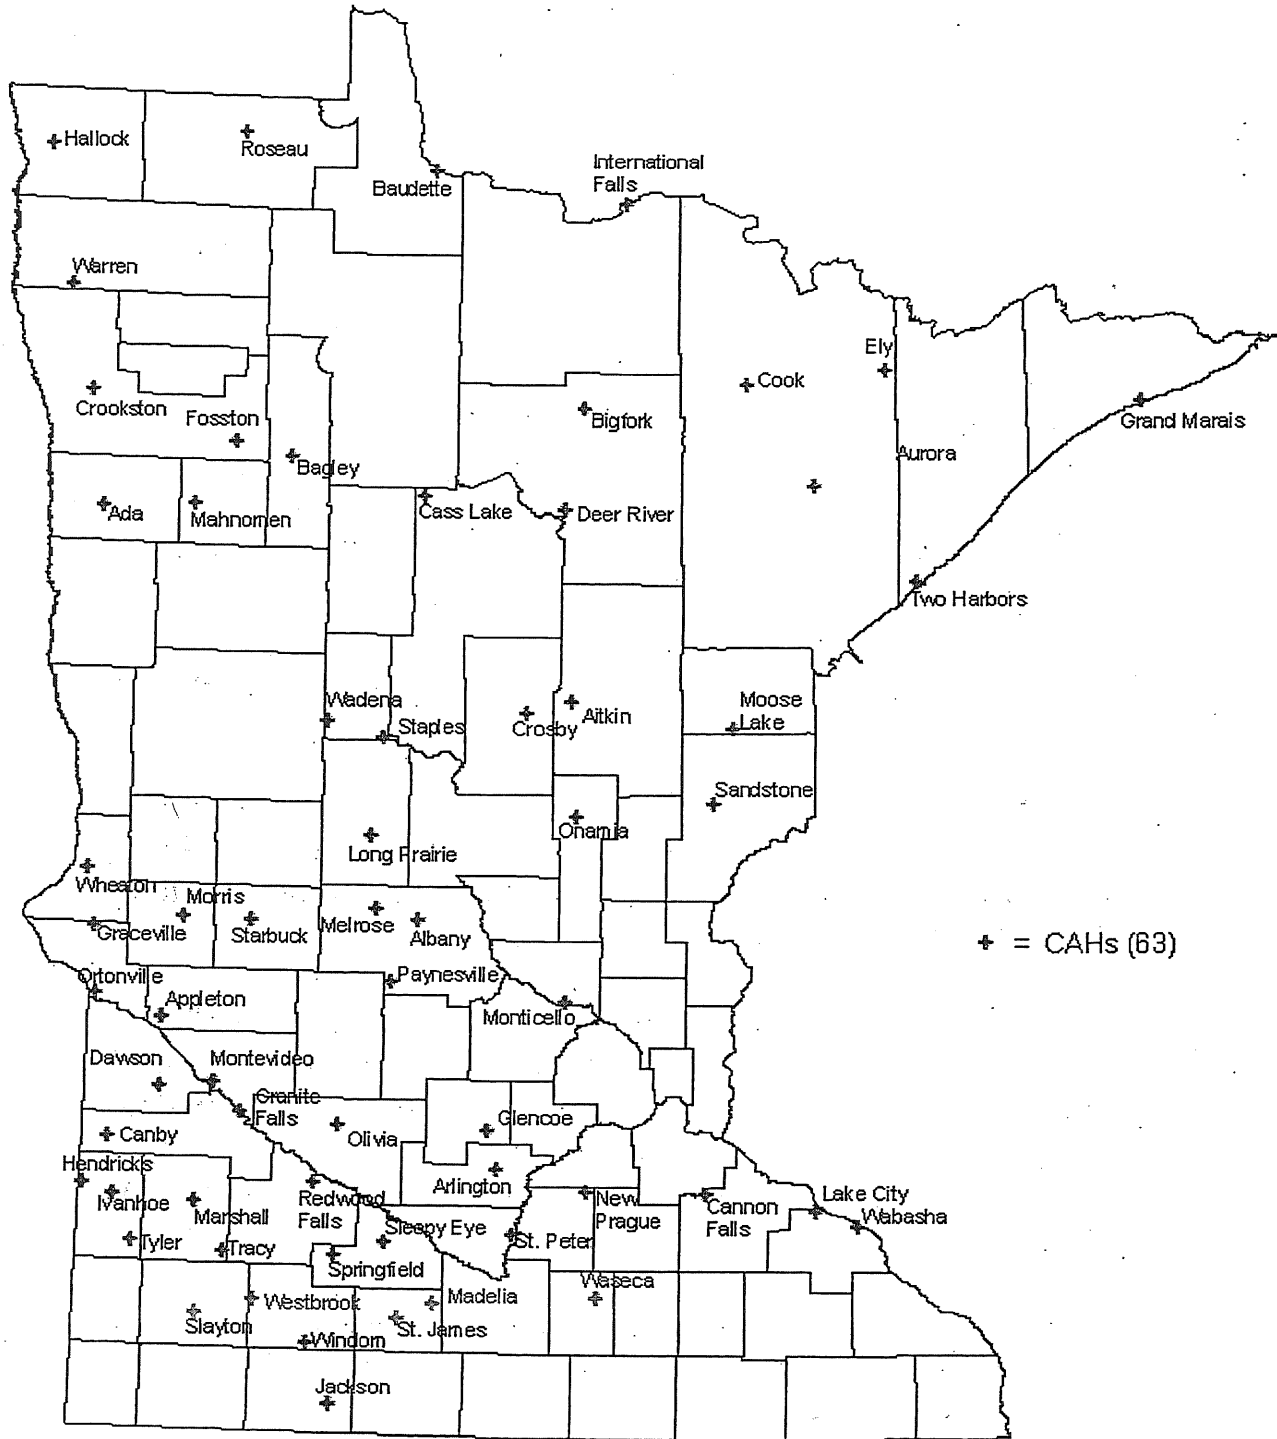 Hallock
Roseau
Baudette
International
Falls
Warren
Ely
Cook
Crookston
Fosston
Bigfork
Grand Marais
Bagley
Aurora
Ada
Mahnomen
Cass Lake
Deer River
Two Harbors
Wadena
Staples
Crosby
Aitkin
Moose
Lake
Sandstone
Onamia
Long Prairie
Wheaton
Morris
Graceville
Starbuck
Melrose
Albany
= CAHs (63)
Ortonville
Appleton
Paynesville
Monticello
Dawson
Montevideo
Granite
Falls
Glencoe
Canby
Olivia
Hendricks
Ivanhoe
Marshall
Redwood
Falls
Arlington
New
Prague
Cannon
Falls
Lake City
Wabasha
Tyler
Tracy
Sleepy Eye
St. Peter
Springfield
Waseca
Westbrook
Madelia
Slayton
St. James
Windom
Jackson